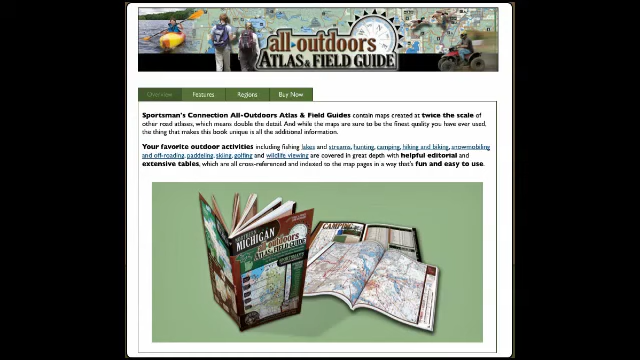 all-outdoors
ATLAS & FIELD GUIDE
Overview Features Regions Buy Now
Sportsman's Connection All-Outdoors Atlas & Field Guides contain maps created at twice the scale of
other road atlases, which means double the detail. And while the maps are sure to be the finest quality you have ever used,
the thing that makes this book unique is all the additional information.
Your favorite outdoor activities including fishing lakes and streams, hunting, camping, hiking and biking, snowmobiling
and off-roading, paddeling, skiing, golfing and wildlife viewing are covered in great depth with helpful editorial and
extensive tables, which are all cross-referenced and indexed to the map pages in a way that's fun and easy to use.
MICHIGAN
all-outdoors
ATLAS & FIELD GUIDE
CAMPING